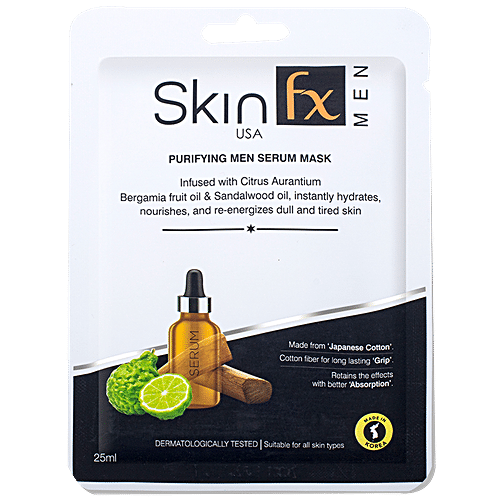 Skin fx MEN
USA
PURIFYING MEN SERUM MASK
Infused with Citrus Aurantium
Bergamia fruit oil & Sandalwood oil, instantly hydrates,
nourishes, and re-energizes dull and tired skin
SERUM
Made from 'Japanese Cotton'.
Cotton fiber for long lasting 'Grip'.
Retains the effects
with better 'Absorption'.
MADE IN
KOREA
DERMATOLOGICALLY TESTED | Suitable for all skin types
25ml